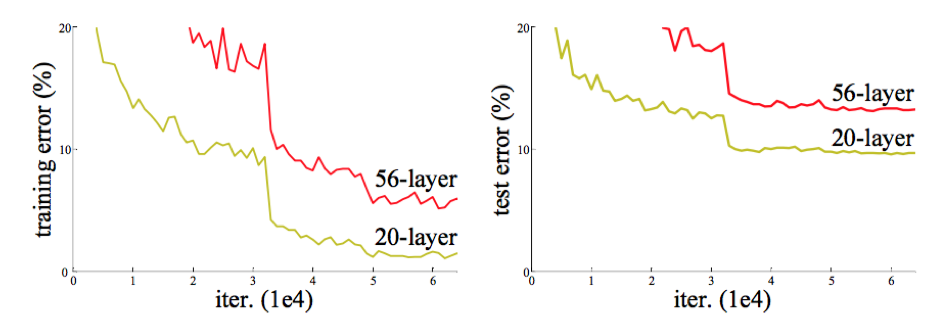 training error (%)
20
10
0
0 1 2 3 4 5 6
iter. (1e4)
56-layer
20-layer
test error (%)
20
10
0
0 1 2 3 4 5 6
iter. (1e4)
56-layer
20-layer